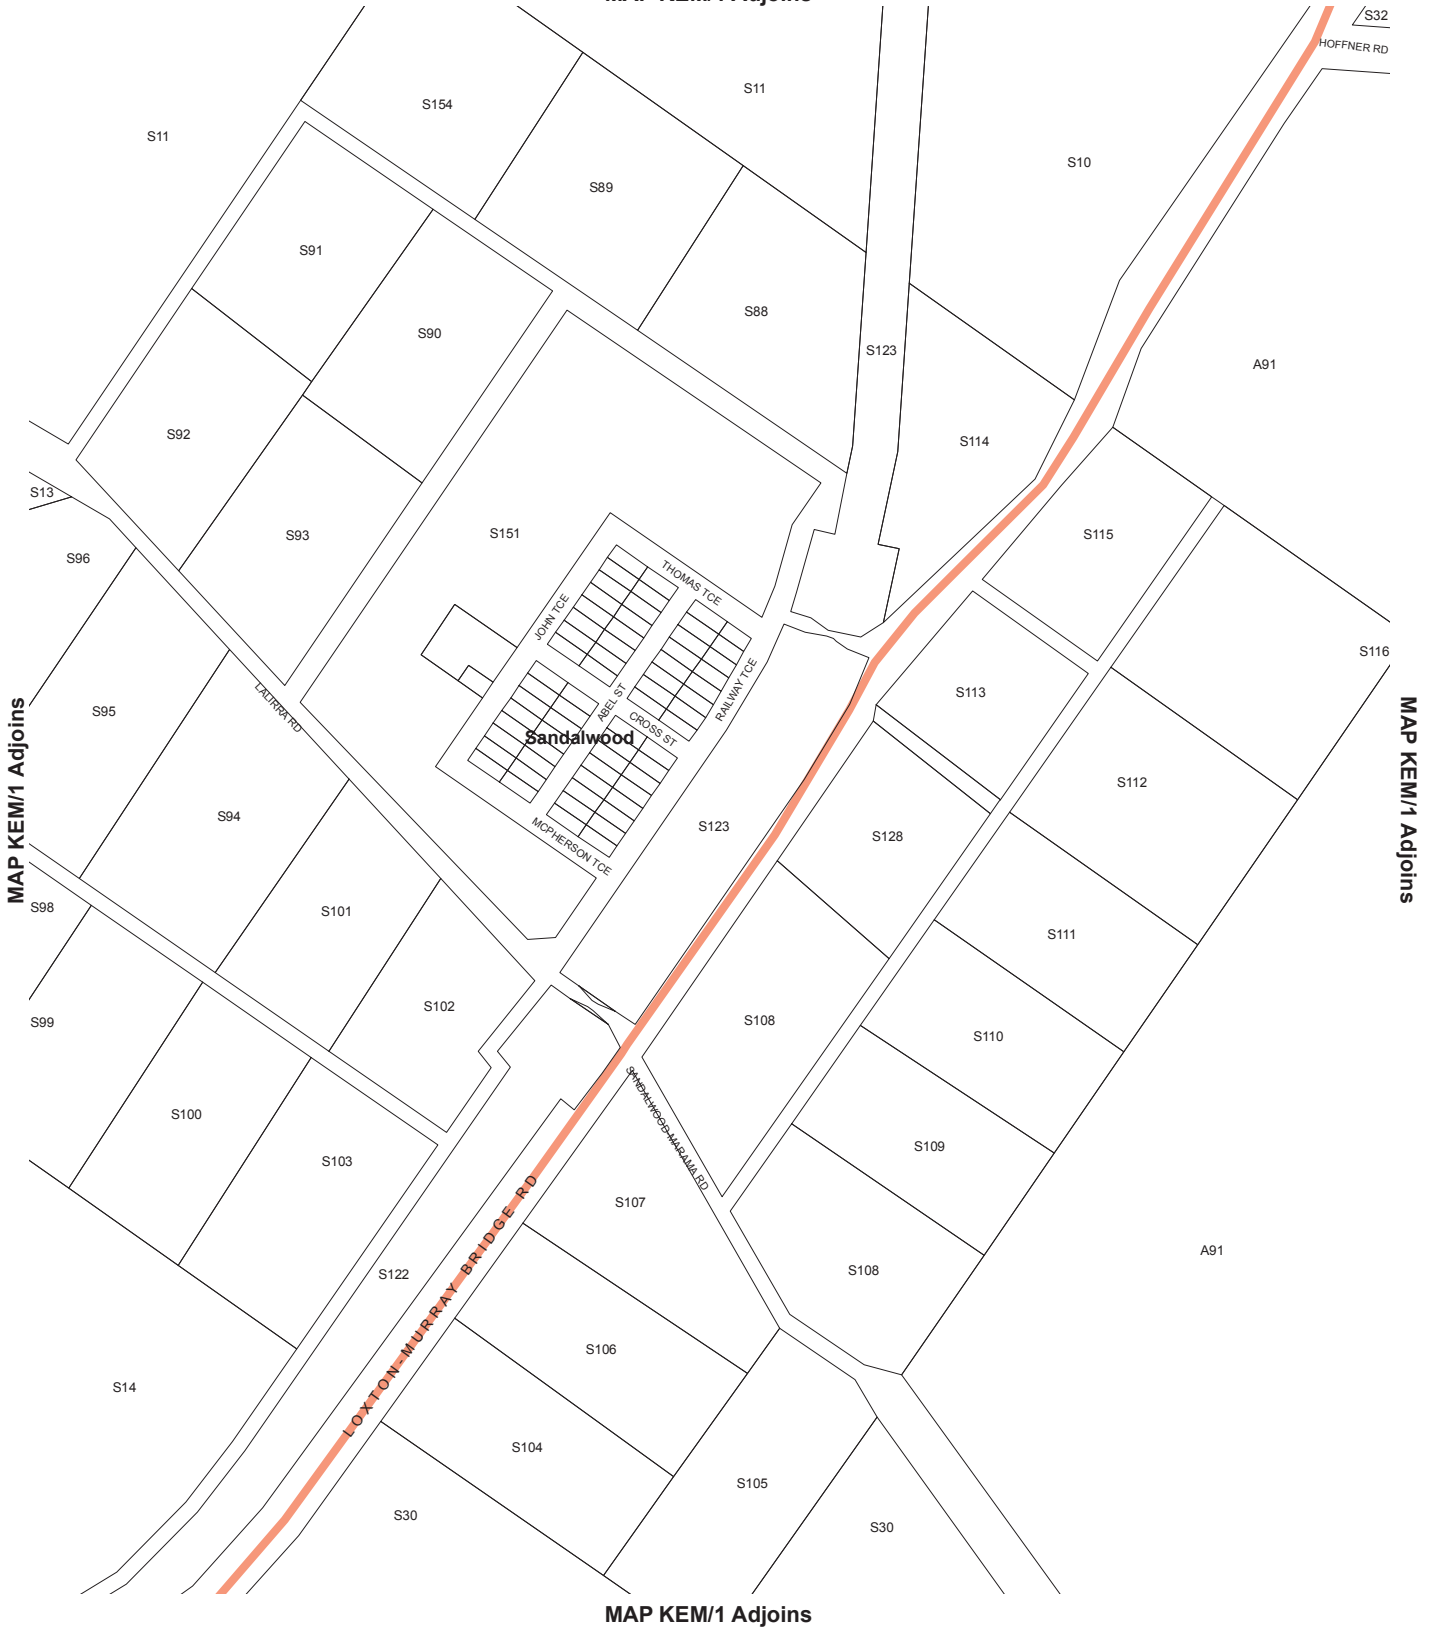 MAP KEM/1 Adjoins
S32
HOFFNER RD
S11
S154
S11
S10
S89
S91
S88
S90
S123
A91
S92
S114
S13
S96
S93
S151
S115
THOMAS TCE
JOHN TCE
S116
S113
RAILWAY TCE
ABEL ST
LALIRRA RD
S95
CROSS ST
Sandalwood
MAP KEM/1 Adjoins
MAP KEM/1 Adjoins
S112
S94
S123
S128
MCPHERSON TCE
S98
S101
S111
S102
S99
S108
S110
S100
SANDALWOOD-MARAMA RD
S103
S109
S107
LOXTON-MURRAY BRIDGE RD
S122
S108
A91
S106
S14
S104
S105
S30
S30
MAP KEM/1 Adjoins